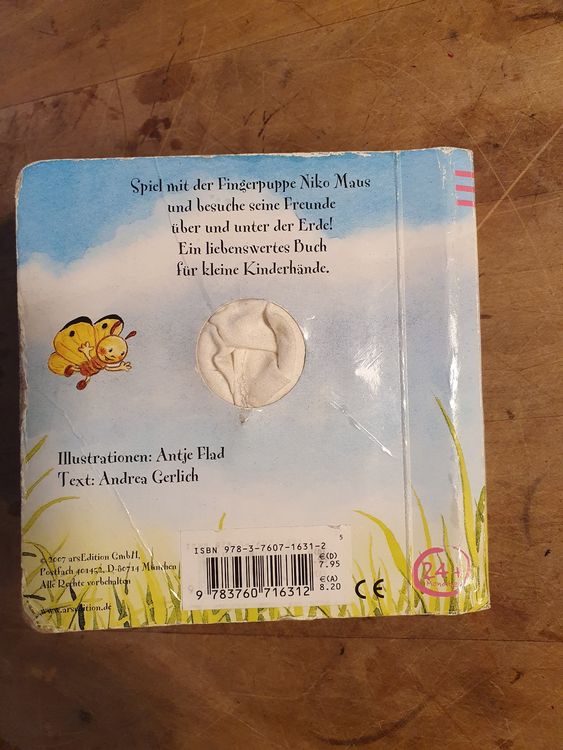 Spiel mit der Fingerpuppe Niko Maus
und besuche seine Freunde
über und unter der Erde!
Ein liebenswertes Buch
für kleine Kinderhände.
Illustrationen: Antje Flad
Text: Andrea Gerlich
© 2007 arsEdition GmbH,
Postfach 401452, D-80714 München
Alle Rechte vorbehalten
www.arsedition.de
5
ISBN 978-3-7607-1631-2
€(D)
7.95
€(A)
8.20
9 783760 716312
CE
24+